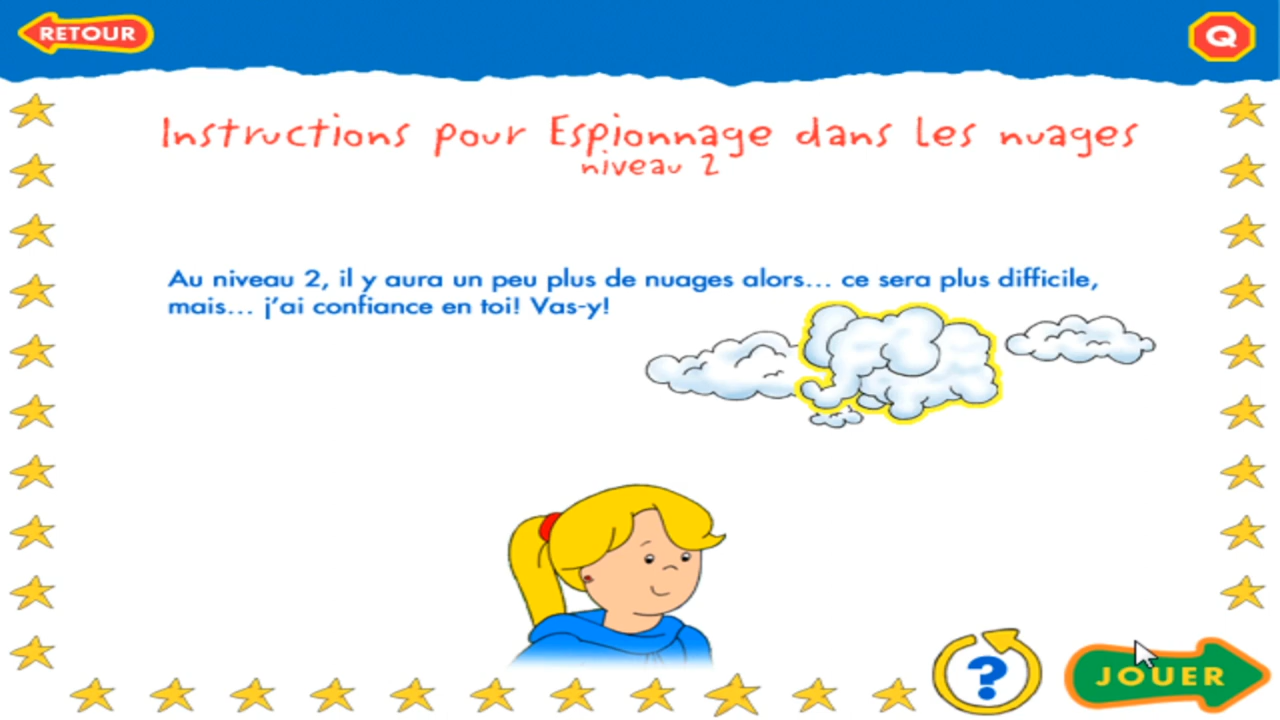 RETOUR
Q
Instructions pour Espionnage dans les nuages
niveau 2
Au niveau 2, il y aura un peu plus de nuages alors... ce sera plus difficile,
mais... j'ai confiance en toi! Vas-y!
?
JOUER